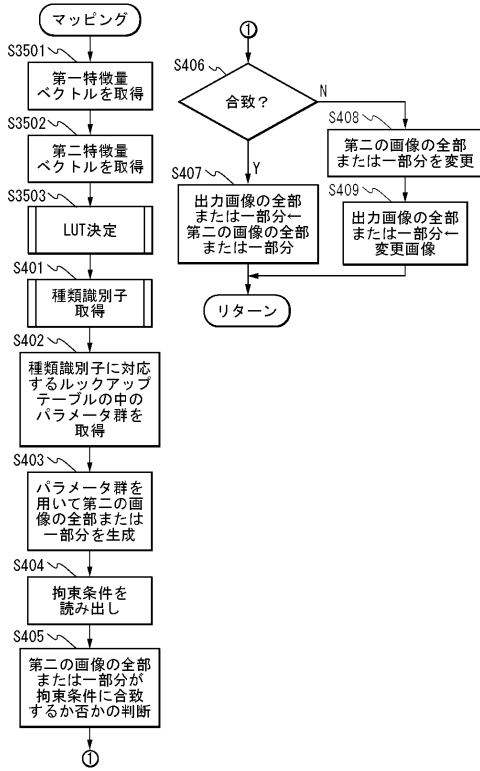 マッピング
S3501
第一特徴量
ベクトルを取得
S3502
第二特徴量
ベクトルを取得
S3503
LUT決定
S401
種類識別子
取得
S402
種類識別子に対応
するルックアップ
テーブルの中の
パラメータ群を
取得
S403
パラメータ群を
用いて第二の画
像の全部または
一部分を生成
S404
拘束条件を
読み出し
S405
第二の画像の全部
または一部分が
拘束条件に合致
するか否かの判断
①
①
S406
合致?
N
Y
S407
出力画像の全部
または一部分←
第二の画像の全部
または一部分
S408
第二の画像の全部
または一部分を変更
S409
出力画像の全部
または一部分←
変更画像
リターン